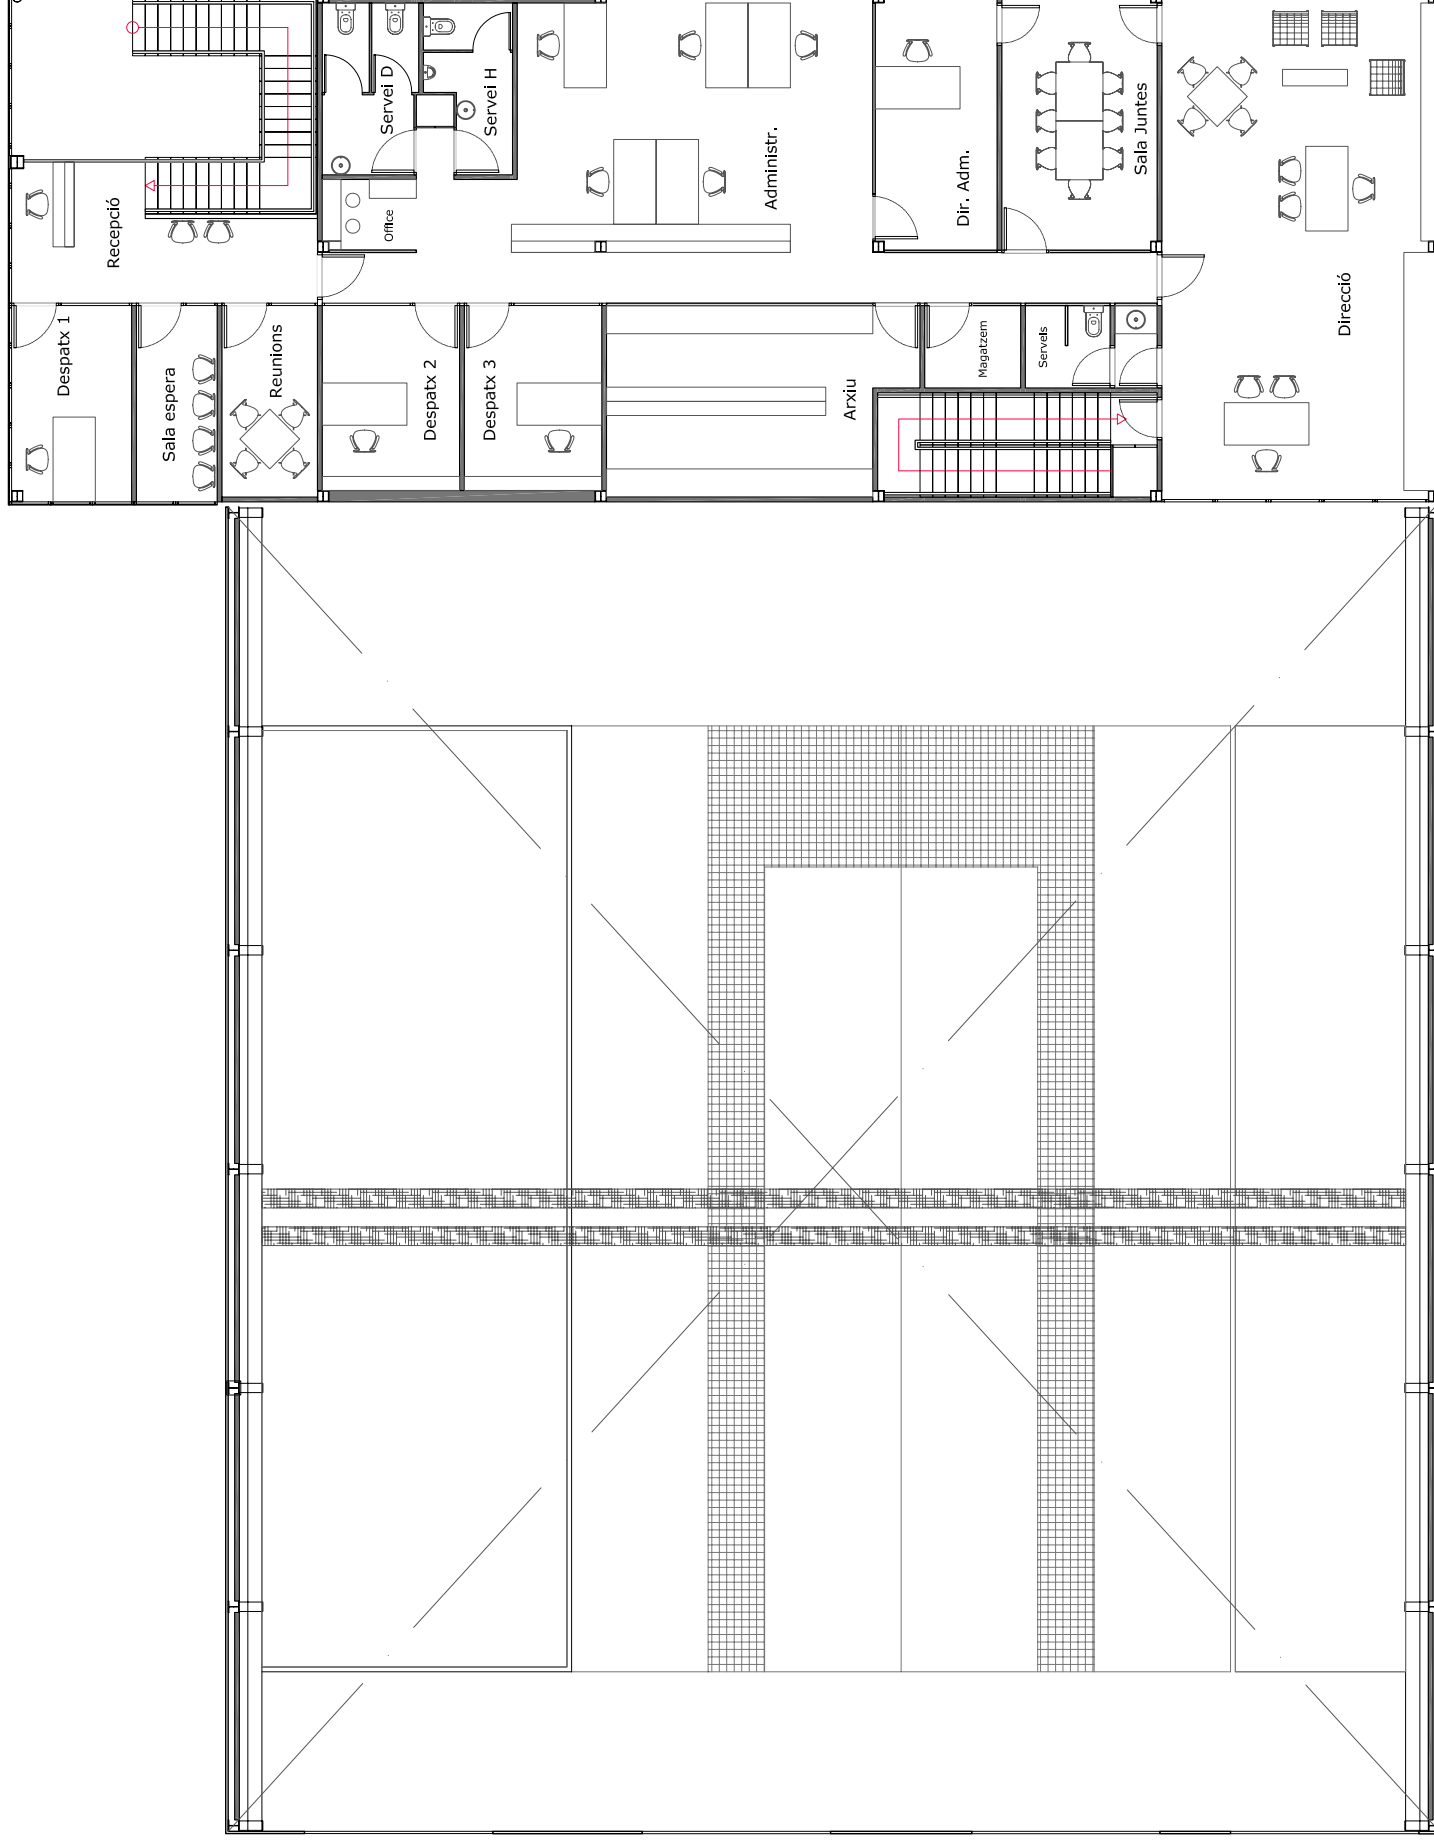 Recepció
Servei D
Servei H
Office
Administr.
Dir. Adm.
Sala Juntes
Direcció
Despatx 1
Sala espera
Reunions
Despatx 2
Despatx 3
Arxiu
Magatzem
Serveis